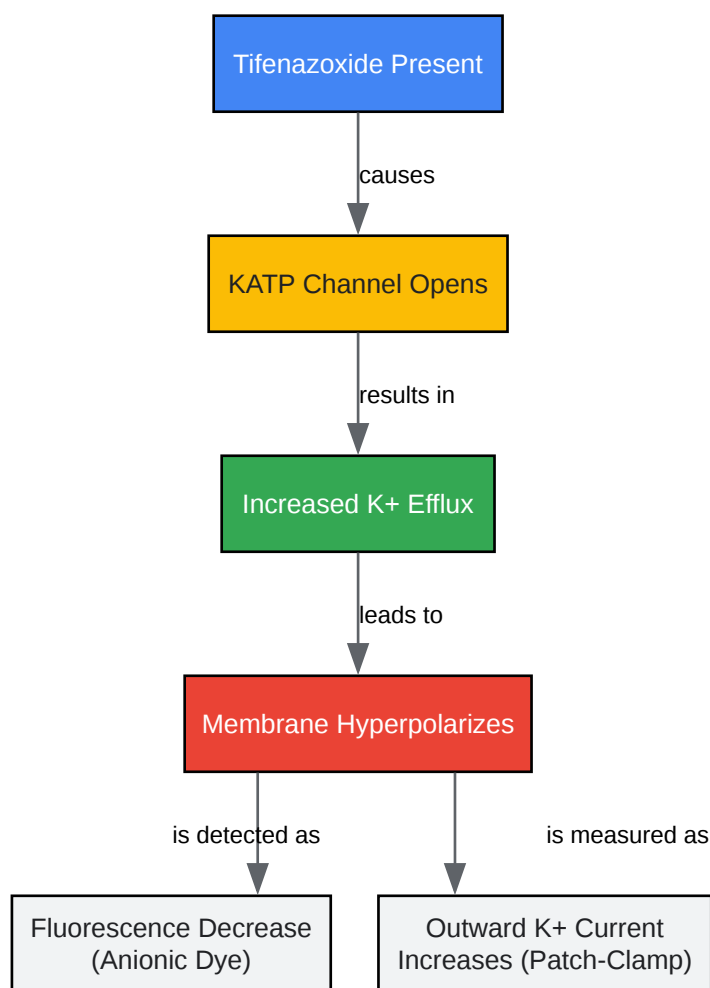 Tifenazoxide Present
causes
KATP Channel Opens
results in
Increased K+ Efflux
leads to
Membrane Hyperpolarizes
is detected as
is measured as
Fluorescence Decrease
(Anionic Dye)
Outward K+ Current
Increases (Patch-Clamp)